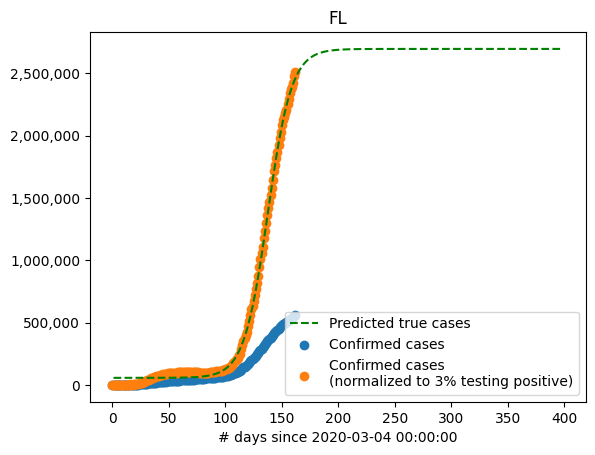 FL
2,500,000
2,000,000
1,500,000
1,000,000
500,000
0
Predicted true cases
Confirmed cases
Confirmed cases
(normalized to 3% testing positive)
0 50 100 150 200 250 300 350 400
# days since 2020-03-04 00:00:00